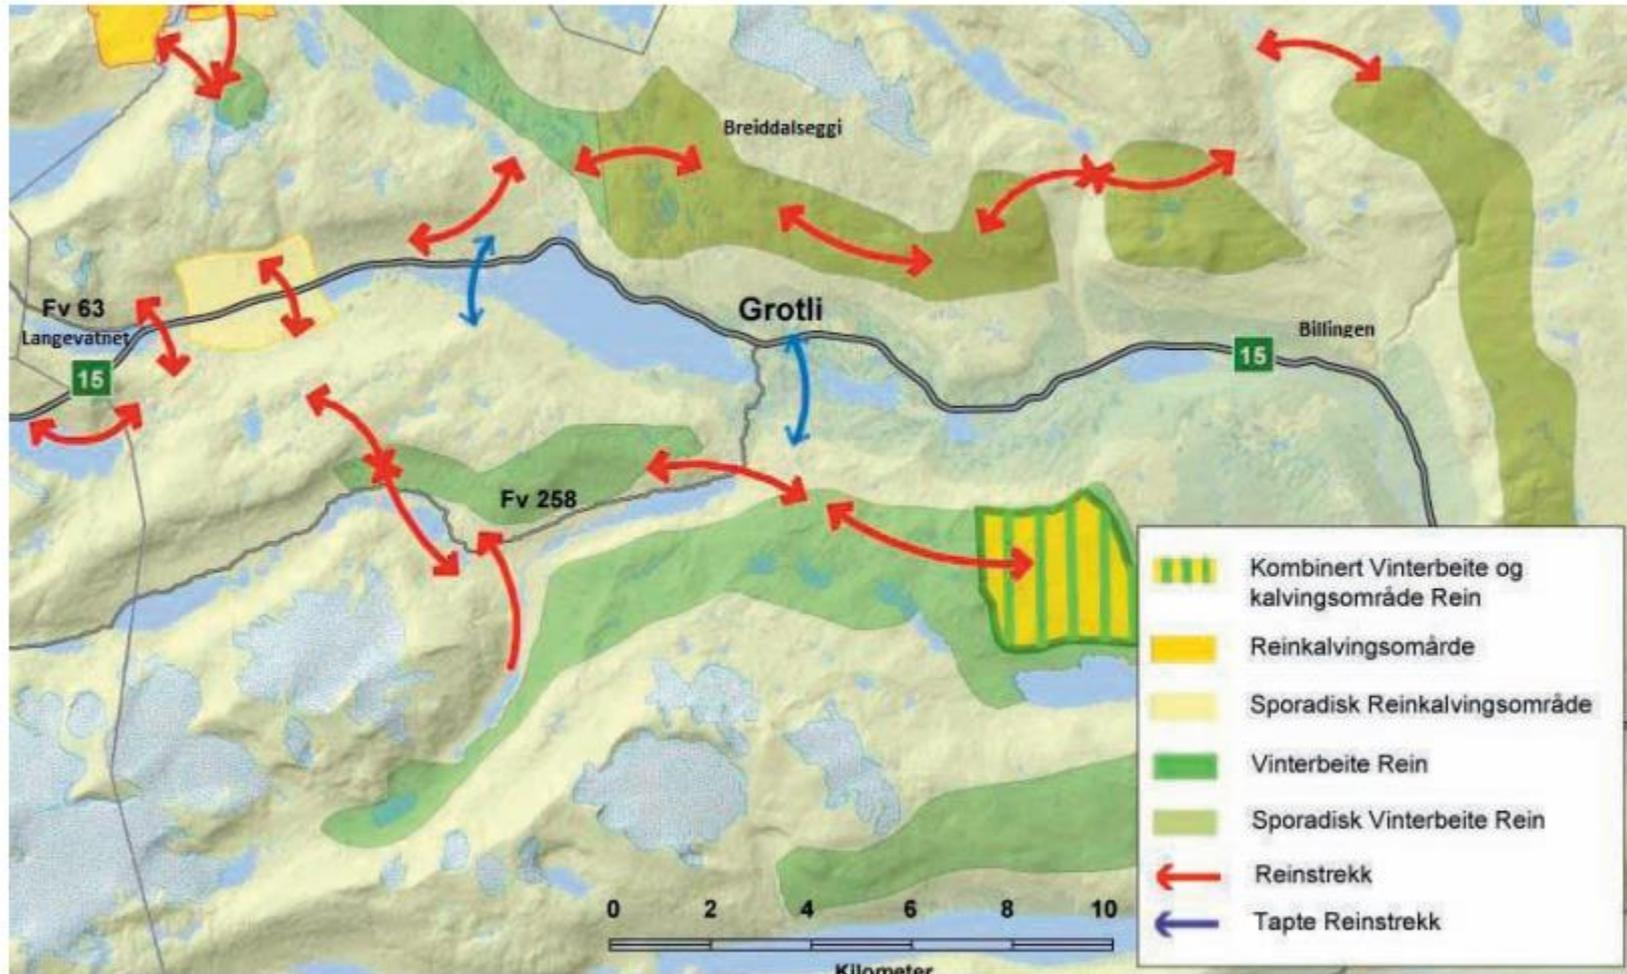 Breiddalseggi
Fv 63
Langevatnet
15
Grotli
Billingen
15
Fv 258
Kombinert Vinterbeite og
kalvingsområde Rein
Reinkalvingsomårde
Sporadisk Reinkalvingsområde
Vinterbeite Rein
Sporadisk Vinterbeite Rein
Reinstrekk
Tapte Reinstrekk
0 2 4 6 8 10
Kilometer